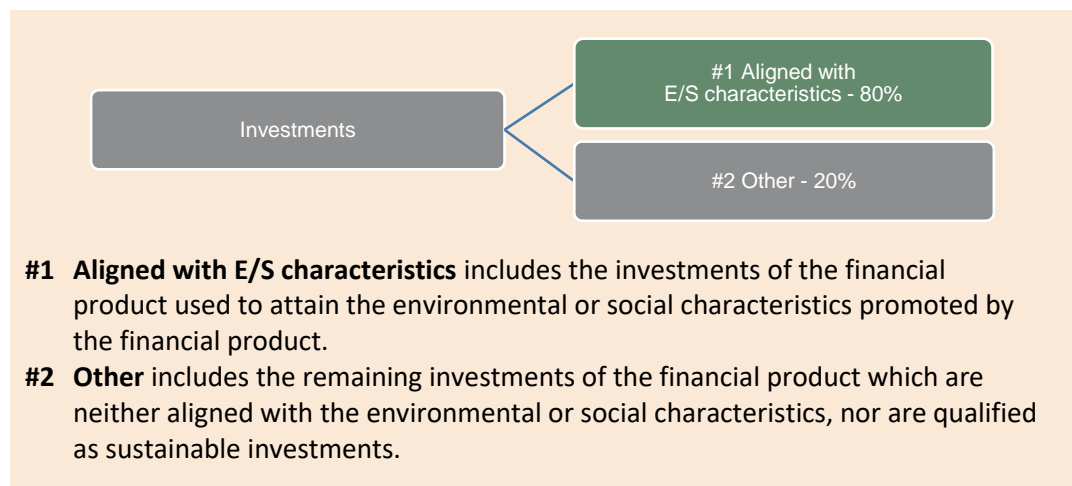 #1 Aligned with
E/S characteristics - 80%
Investments
#2 Other - 20%
#1 Aligned with E/S characteristics includes the investments of the financial
product used to attain the environmental or social characteristics promoted by
the financial product.
#2 Other includes the remaining investments of the financial product which are
neither aligned with the environmental or social characteristics, nor are qualified
as sustainable investments.